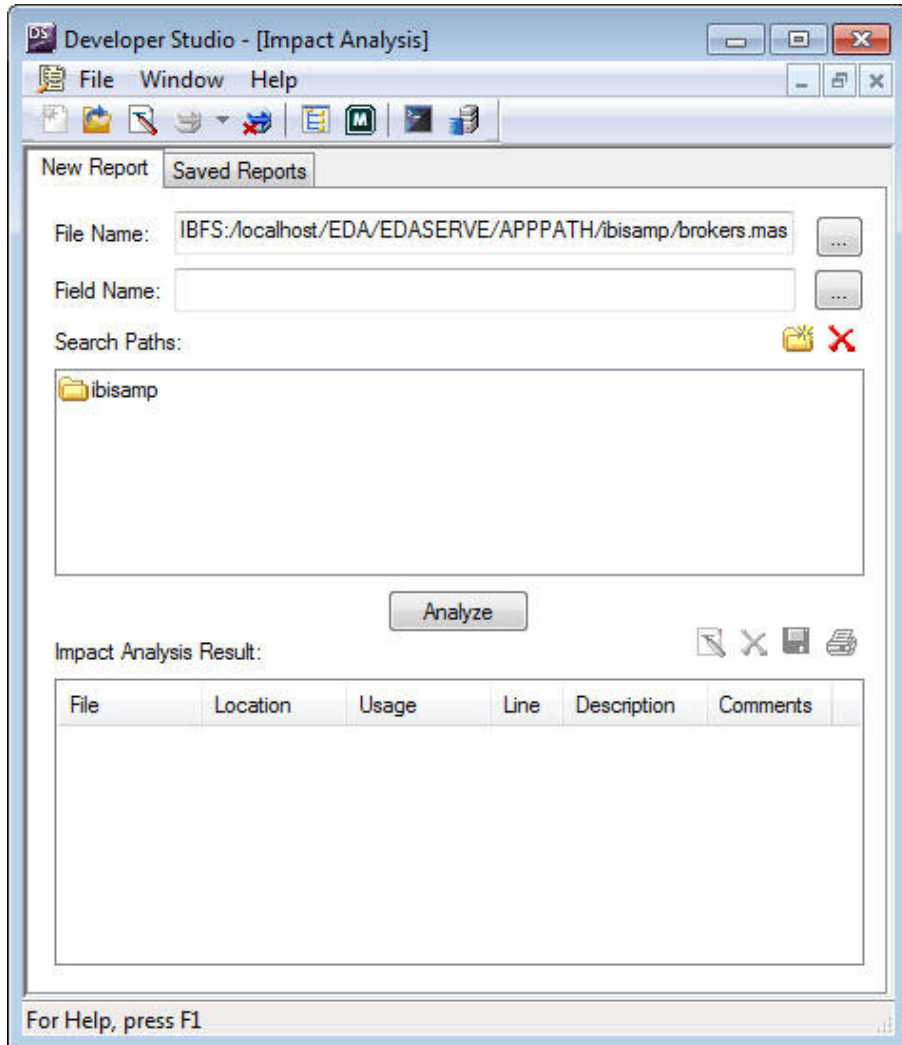 DS Developer Studio - [Impact Analysis]
File Window Help
M
New Report Saved Reports
File Name: IBFS:/localhost/EDA/EDASERVE/APPPATH/ibisamp/brokers.mas ...
Field Name: ...
Search Paths:
ibisamp
Analyze
Impact Analysis Result:
File Location Usage Line Description Comments
For Help, press F1